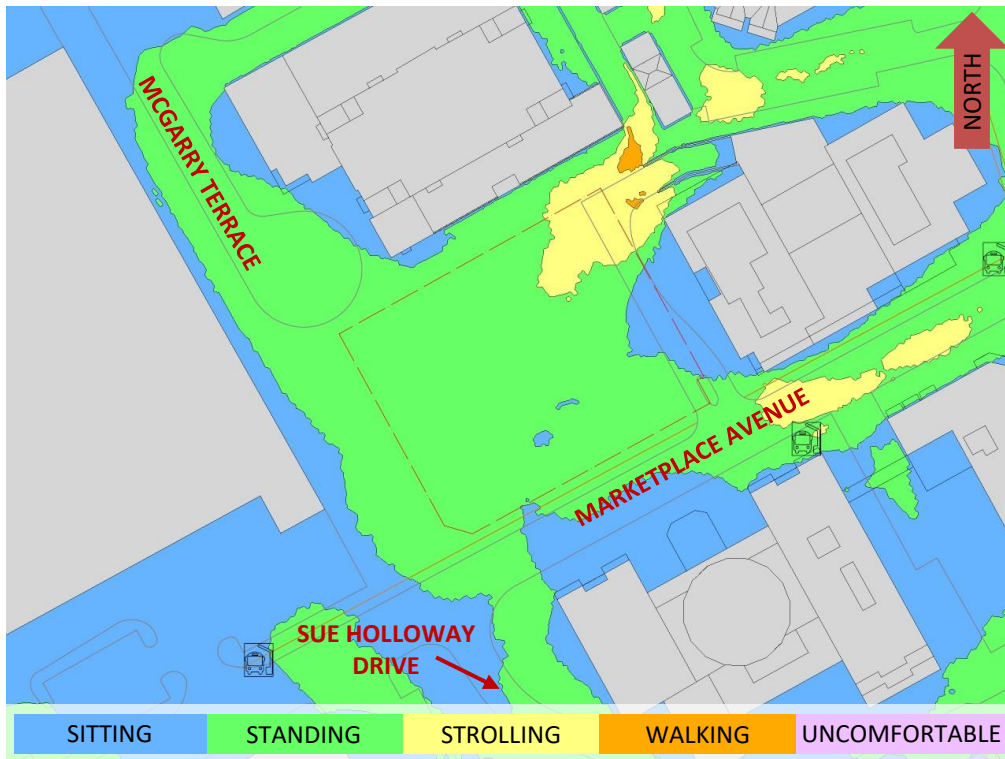 NORTH
MCGARRY TERRACE
MARKETPLACE AVENUE
SUE HOLLOWAY
DRIVE
SITTING
STANDING
STROLLING
WALKING
UNCOMFORTABLE